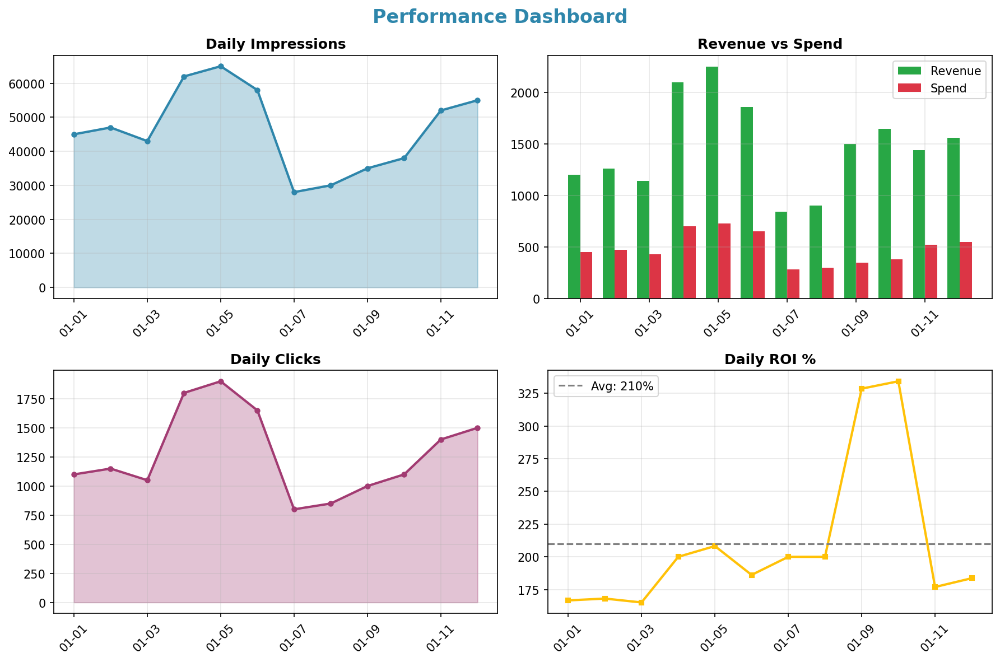 Performance Dashboard
Daily Impressions
60000
50000
40000
30000
20000
10000
0
01-01 01-03 01-05 01-07 01-09 01-11
Revenue vs Spend
Revenue
Spend
2000
1500
1000
500
0
01-01 01-03 01-05 01-07 01-09 01-11
Daily Clicks
1750
1500
1250
1000
750
500
250
0
01-01 01-03 01-05 01-07 01-09 01-11
Daily ROI %
Avg: 210%
325
300
275
250
225
200
175
01-01 01-03 01-05 01-07 01-09 01-11